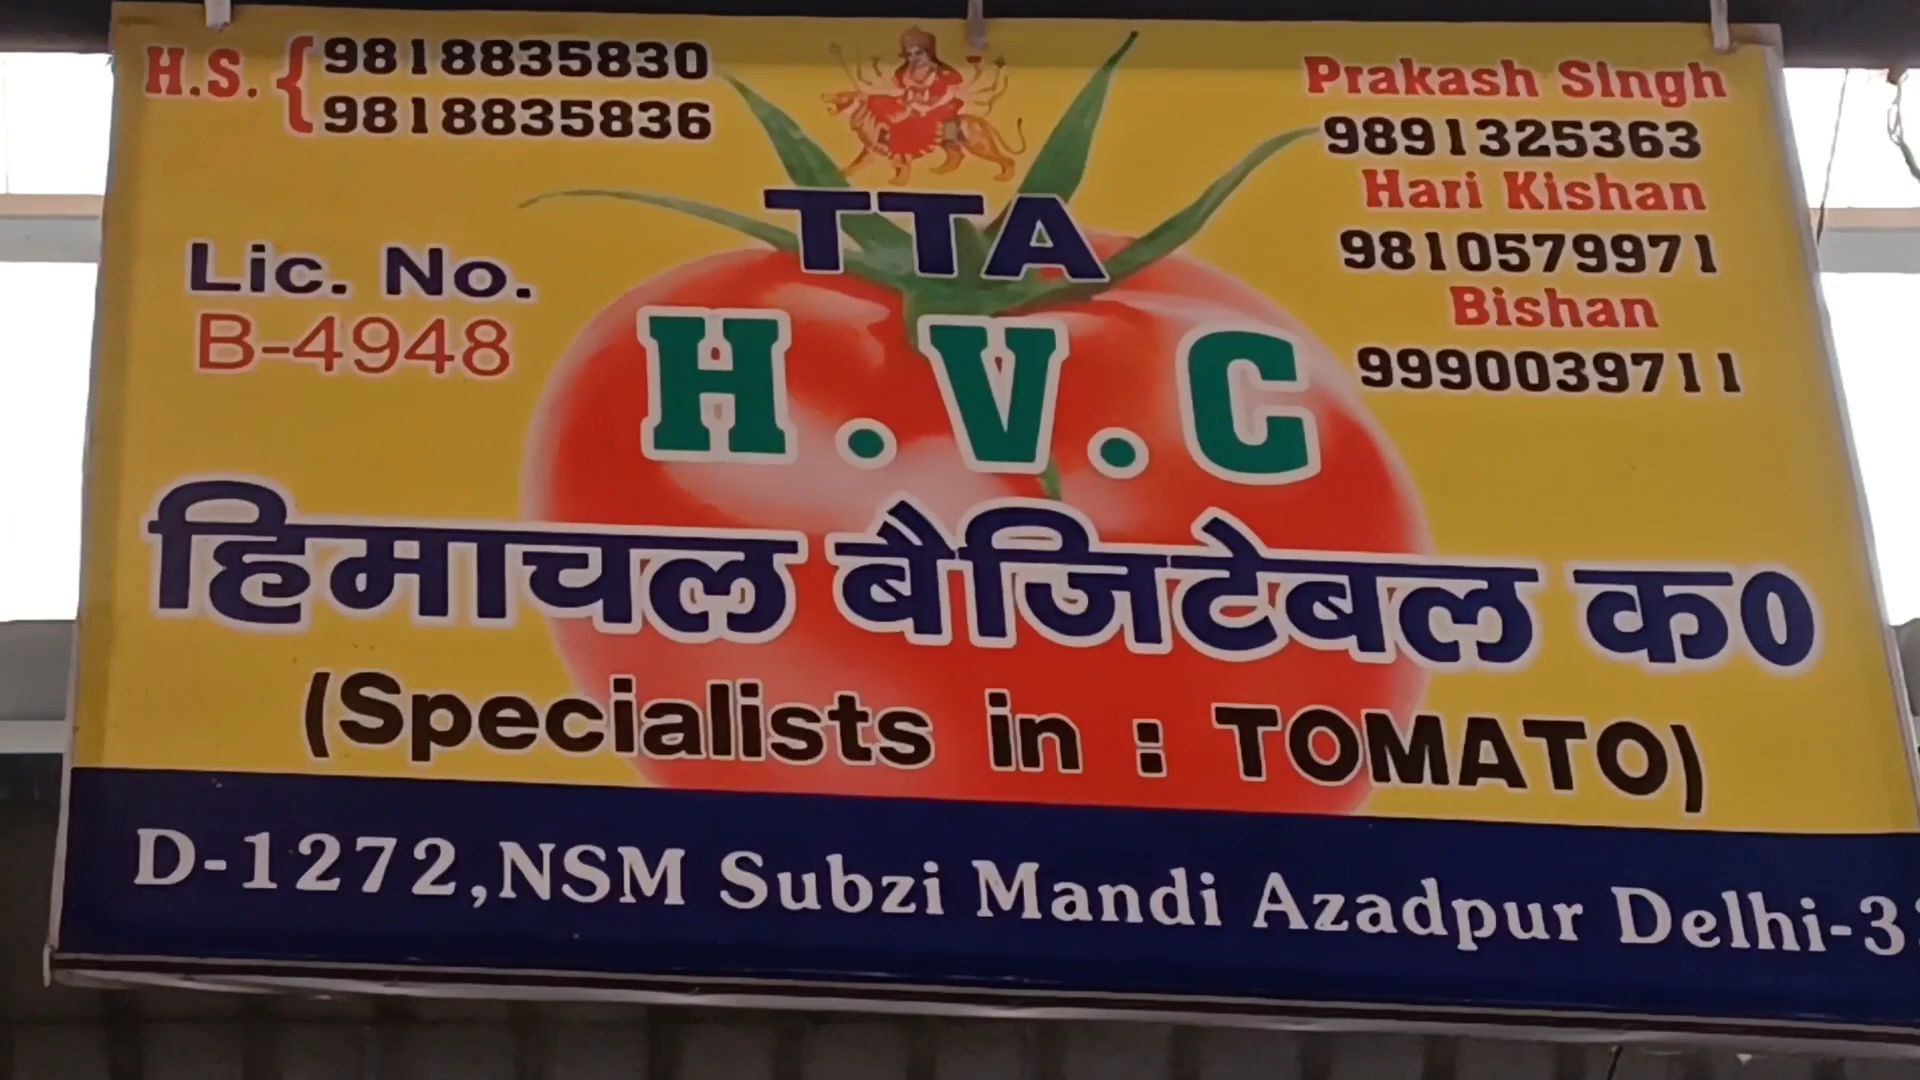 H.S. { 9818835830
9818835836
Prakash Singh
9891325363
Hari Kishan
9810579971
Bishan
9990039711
Lic. No.
B-4948
TTA
H.V.C
हिमाचल बैजिटेबल क०
(Specialists in : TOMATO)
D-1272,NSM Subzi Mandi Azadpur Delhi-3